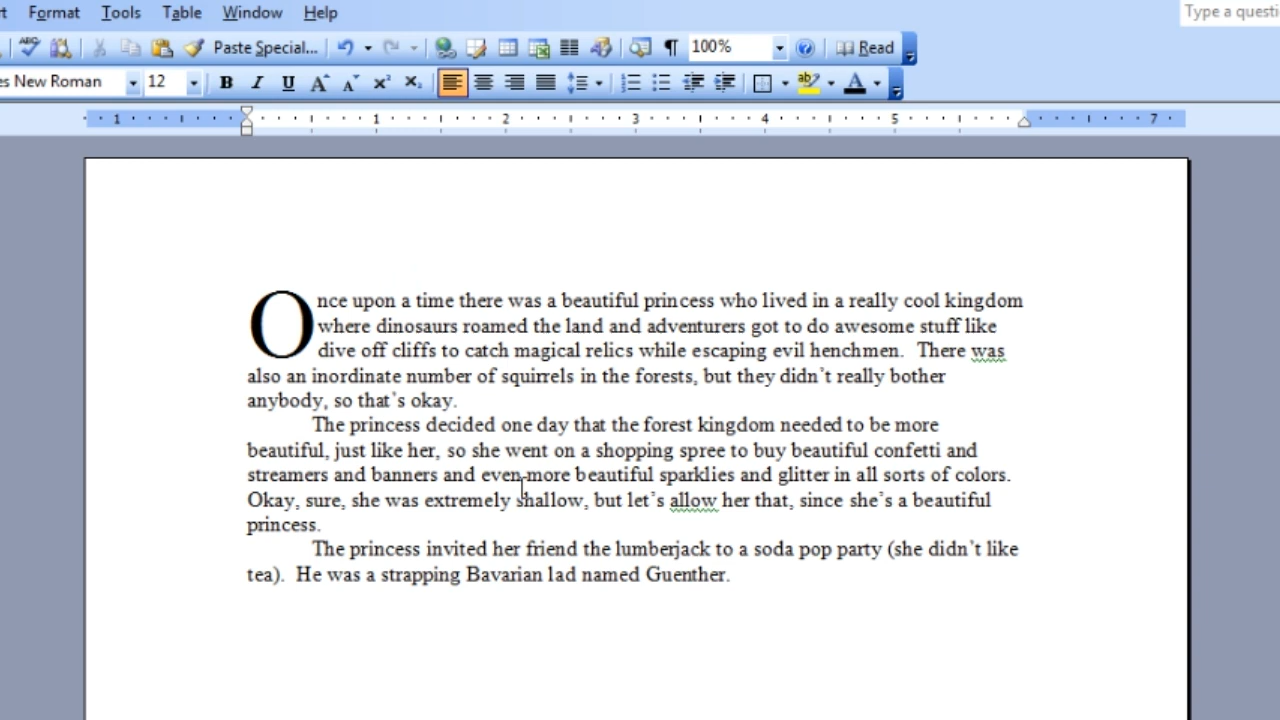 Format Tools Table Window Help
Type a questi
Paste Special... 100% Read
es New Roman 12 B I U
1 1 2 3 4 5 7
Once upon a time there was a beautiful princess who lived in a really cool kingdom
where dinosaurs roamed the land and adventurers got to do awesome stuff like
dive off cliffs to catch magical relics while escaping evil henchmen.  There was
also an inordinate number of squirrels in the forests, but they didn't really bother
anybody, so that's okay.
The princess decided one day that the forest kingdom needed to be more
beautiful, just like her, so she went on a shopping spree to buy beautiful confetti and
streamers and banners and even more beautiful sparklies and glitter in all sorts of colors.
Okay, sure, she was extremely shallow, but let's allow her that, since she's a beautiful
princess.
The princess invited her friend the lumberjack to a soda pop party (she didn't like
tea).  He was a strapping Bavarian lad named Guenther.